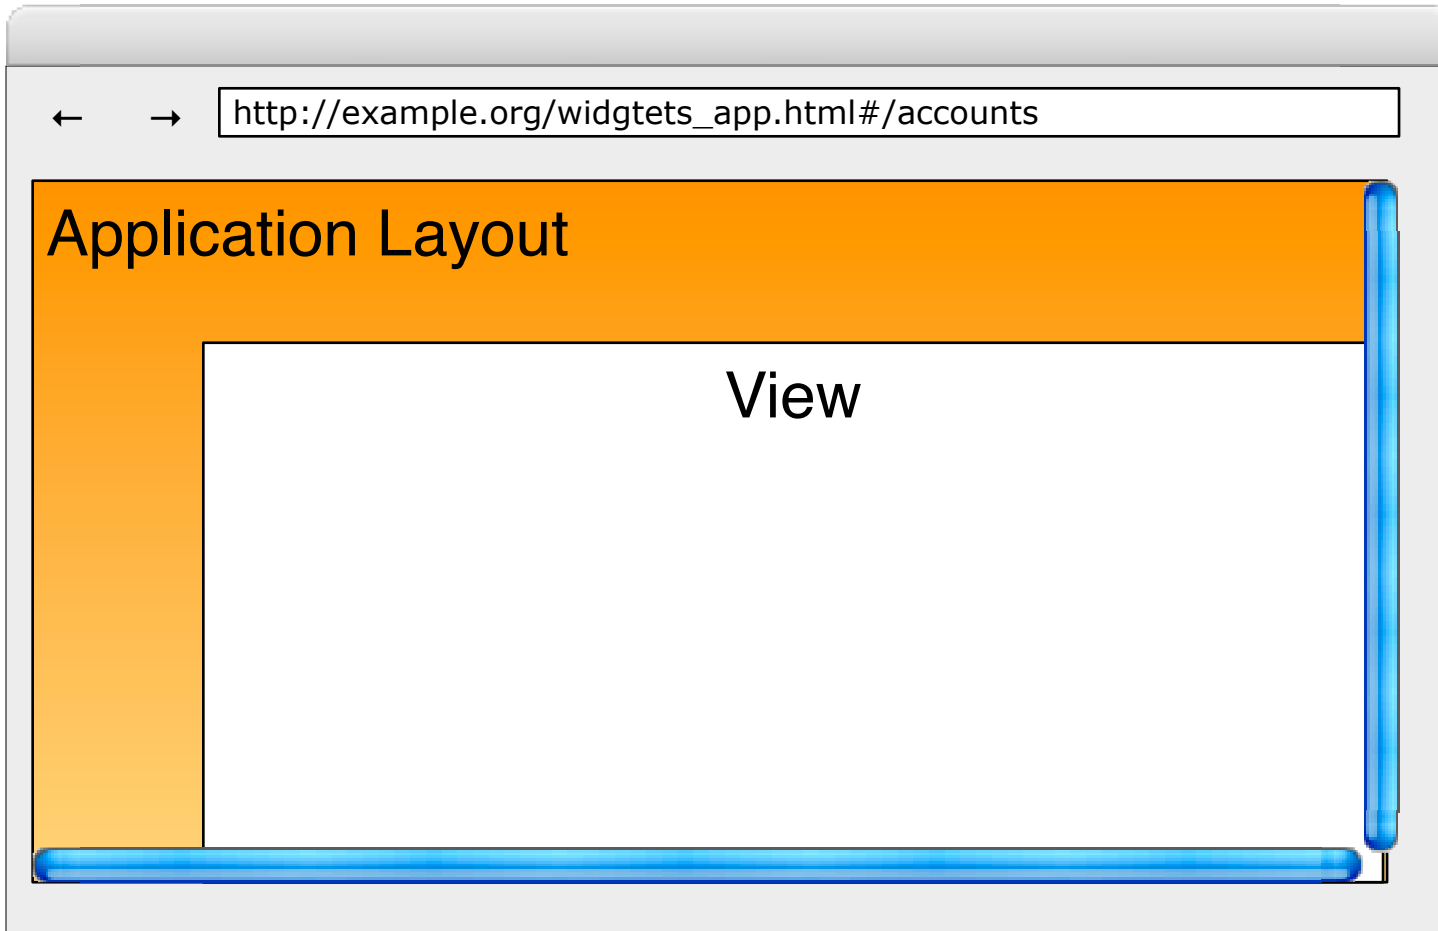 ← → http://example.org/widgtets_app.html#/accounts
Application Layout
View